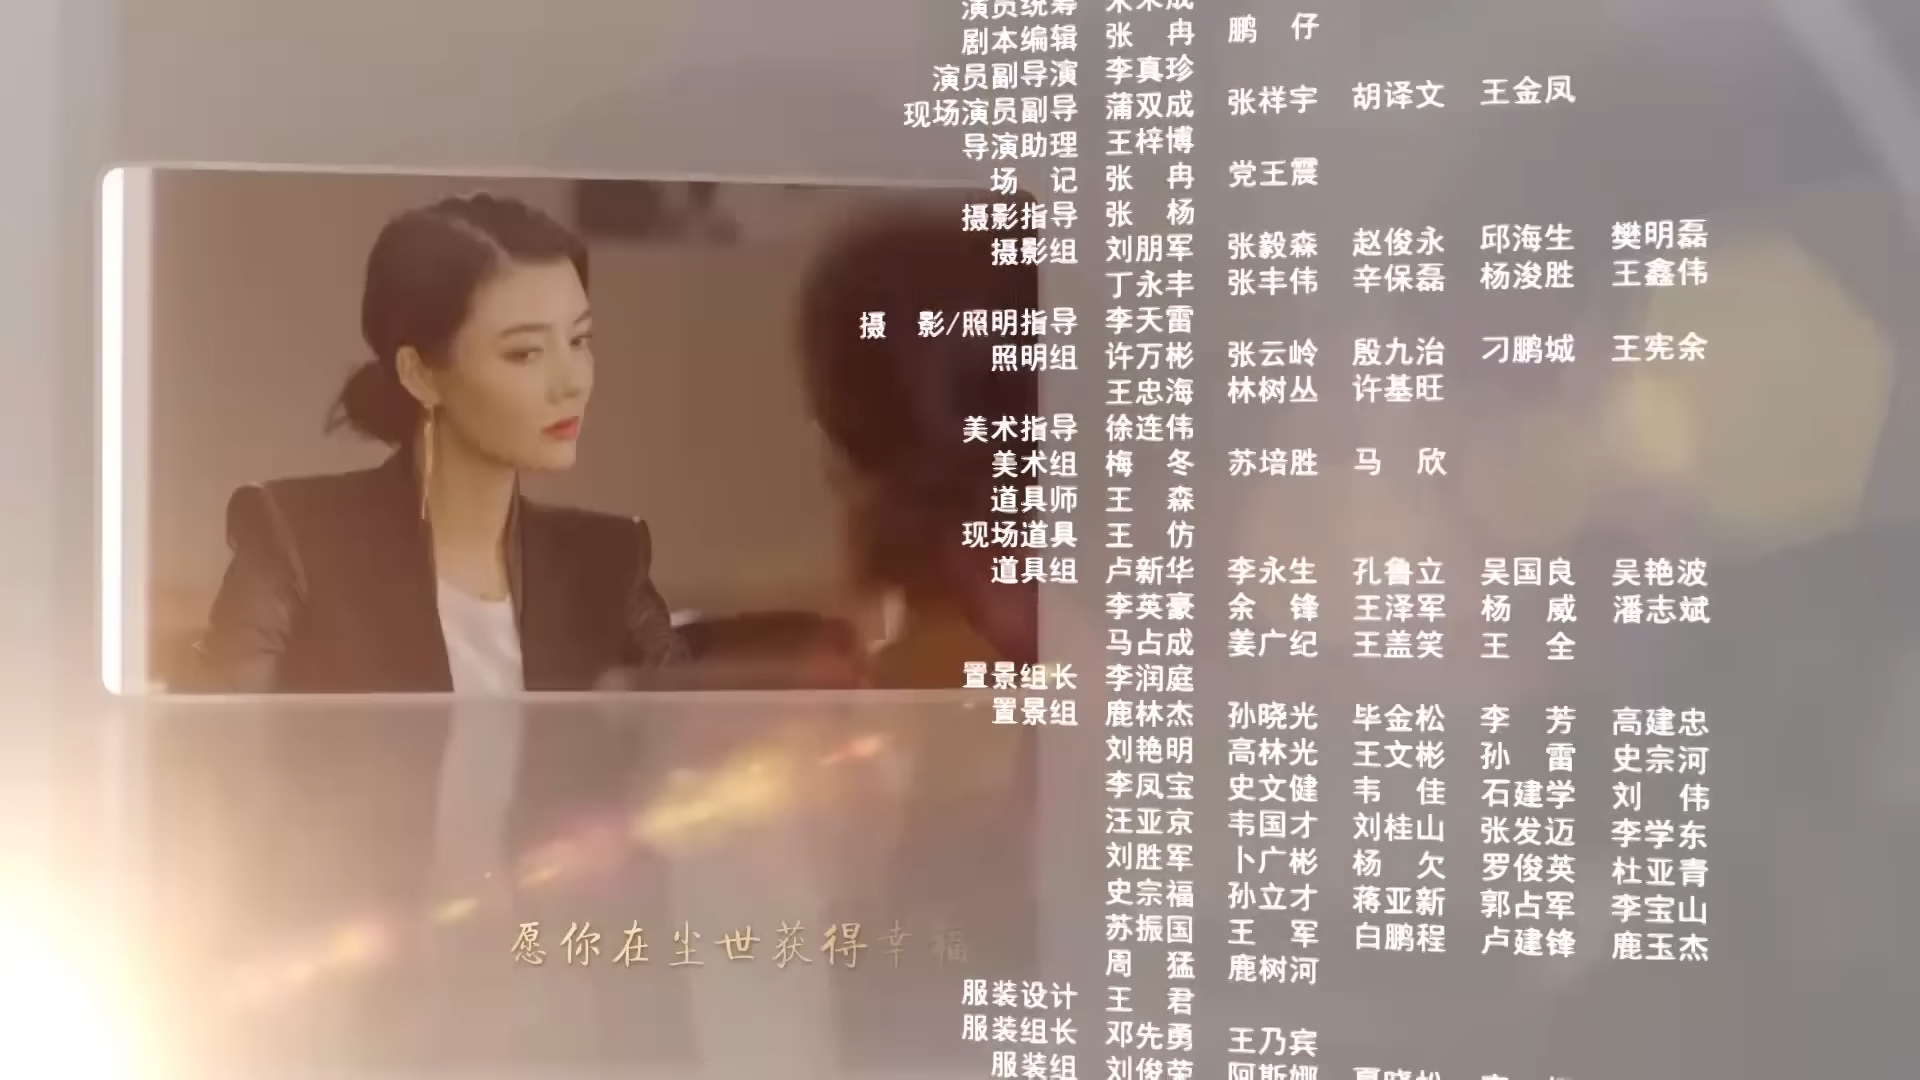 演员统筹
剧本编辑 张 冉 鹏 仔
演员副导演 李真珍
现场演员副导 蒲双成 张祥宇 胡译文 王金凤
导演助理 王梓博
场 记 张 冉 党王震
摄影指导 张 杨
摄影组 刘朋军 张毅森 赵俊永 邱海生 樊明磊
丁永丰 张丰伟 辛保磊 杨浚胜 王鑫伟
摄 影/照明指导 李天雷
照明组 许万彬 张云岭 殷九治 刁鹏城 王宪余
王忠海 林树丛 许基旺
美术指导 徐连伟
美术组 梅 冬 苏培胜 马 欣
道具师 王 森
现场道具 王 仿
道具组 卢新华 李永生 孔鲁立 吴国良 吴艳波
李英豪 余 锋 王泽军 杨 威 潘志斌
马占成 姜广纪 王盖笑 王 全
置景组长 李润庭
置景组 鹿林杰 孙晓光 毕金松 李 芳 高建忠
刘艳明 高林光 王文彬 孙 雷 史宗河
李凤宝 史文健 韦 佳 石建学 刘 伟
汪亚京 韦国才 刘桂山 张发迈 李学东
刘胜军 卜广彬 杨 欠 罗俊英 杜亚青
史宗福 孙立才 蒋亚新 郭占军 李宝山
苏振国 王 军 白鹏程 卢建锋 鹿玉杰
周 猛 鹿树河
服装设计 王 君
服装组长 邓先勇 王乃宾
服装组 刘俊荣 阿斯娜
愿你在尘世获得幸福